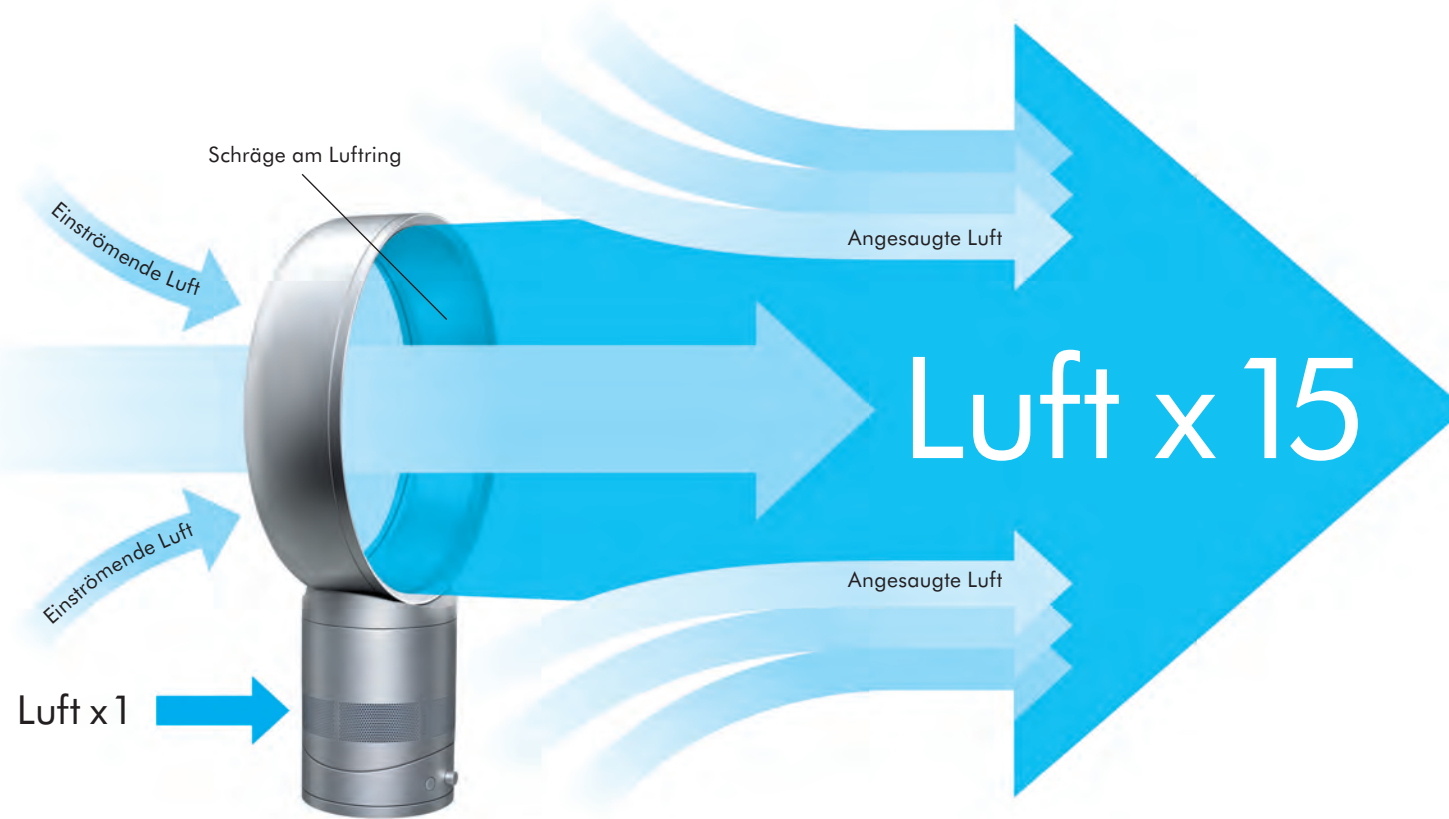 Schräge am Luftring
Einströmende Luft
Angesaugte Luft
Luft x 15
Einströmende Luft
Angesaugte Luft
Luft x 1